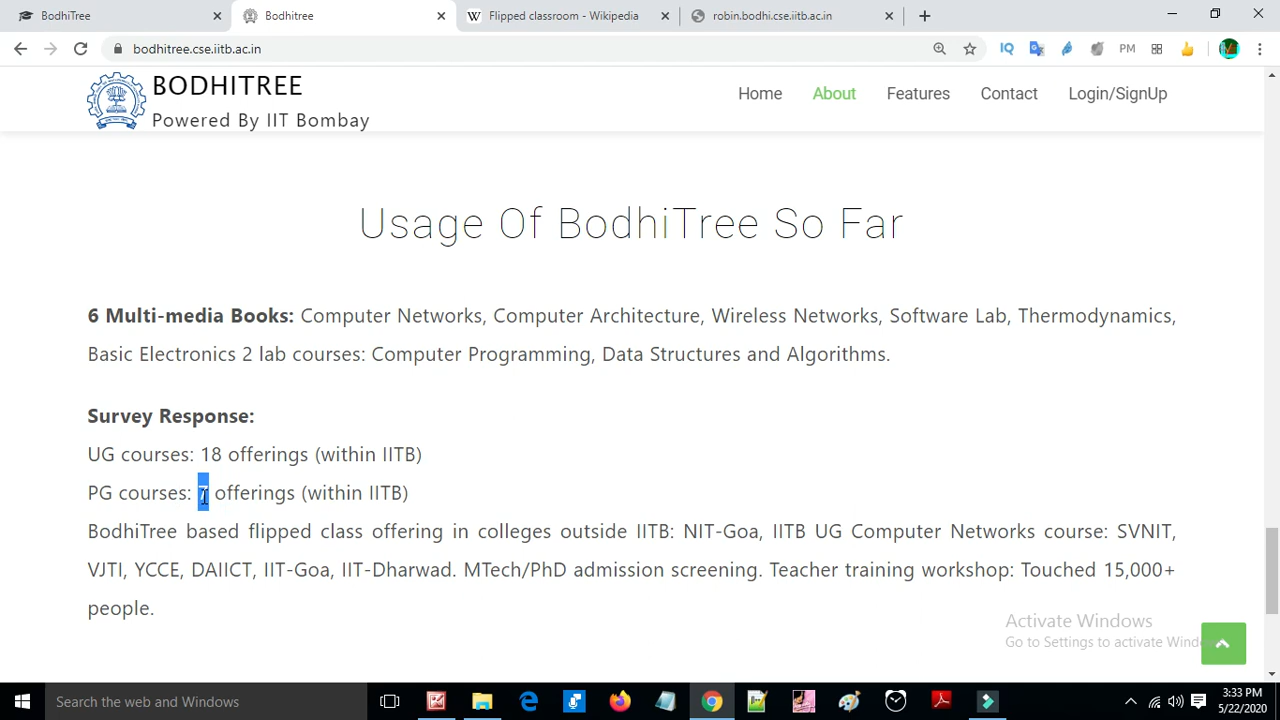 BodhiTree
Bodhitree
Flipped classroom - Wikipedia
robin.bodhi.cse.iitb.ac.in
bodhitree.cse.iitb.ac.in
PM
BODHITREE
Powered By IIT Bombay
Home
About
Features
Contact
Login/SignUp
Usage Of BodhiTree So Far
6 Multi-media Books: Computer Networks, Computer Architecture, Wireless Networks, Software Lab, Thermodynamics,
Basic Electronics 2 lab courses: Computer Programming, Data Structures and Algorithms.
Survey Response:
UG courses: 18 offerings (within IITB)
PG courses: 7 offerings (within IITB)
BodhiTree based flipped class offering in colleges outside IITB: NIT-Goa, IITB UG Computer Networks course: SVNIT,
VJTI, YCCE, DAIICT, IIT-Goa, IIT-Dharwad. MTech/PhD admission screening. Teacher training workshop: Touched 15,000+
people.
Activate Windows
Go to Settings to activate Windows
Search the web and Windows
3:33 PM
5/22/2020